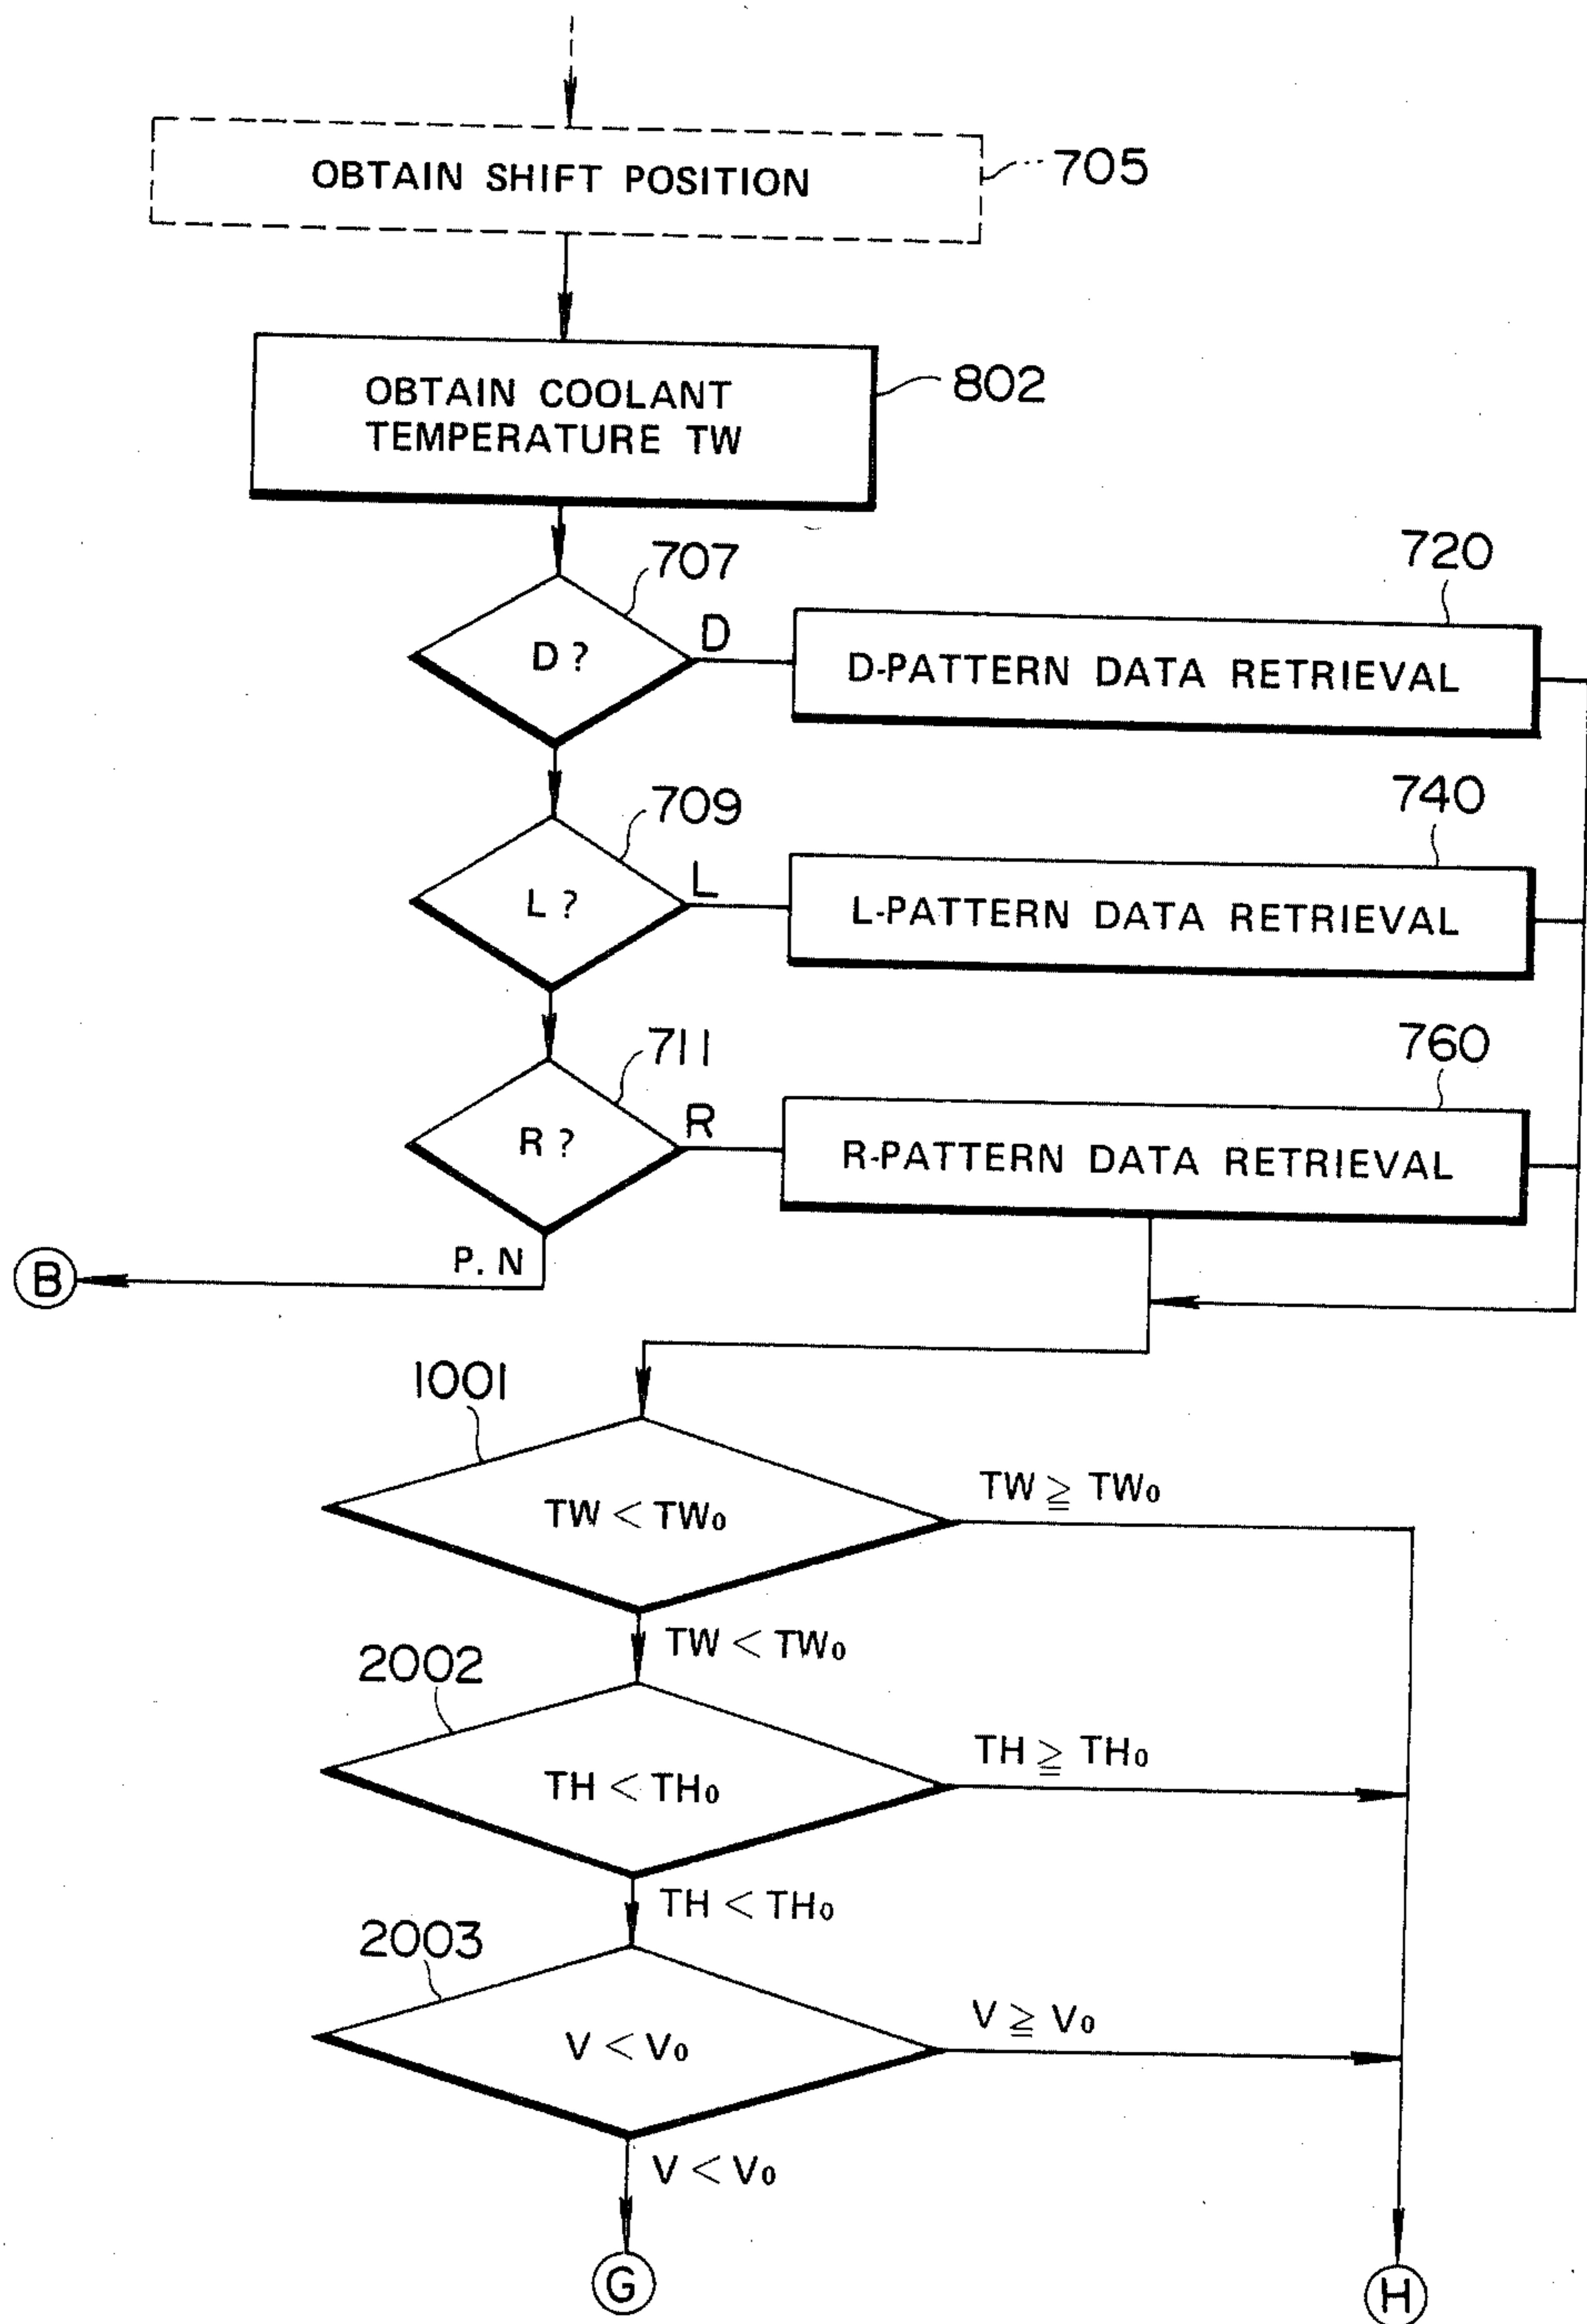 OBTAIN SHIFT POSITION
705
OBTAIN COOLANT
TEMPERATURE TW
802
707
D ?
D
720
D-PATTERN DATA RETRIEVAL
709
L ?
L
740
L-PATTERN DATA RETRIEVAL
711
R ?
R
760
R-PATTERN DATA RETRIEVAL
P. N
B
1001
TW < TW₀
TW ≧ TW₀
TW < TW₀
2002
TH < TH₀
TH ≧ TH₀
TH < TH₀
2003
V < V₀
V ≧ V₀
V < V₀
G
H